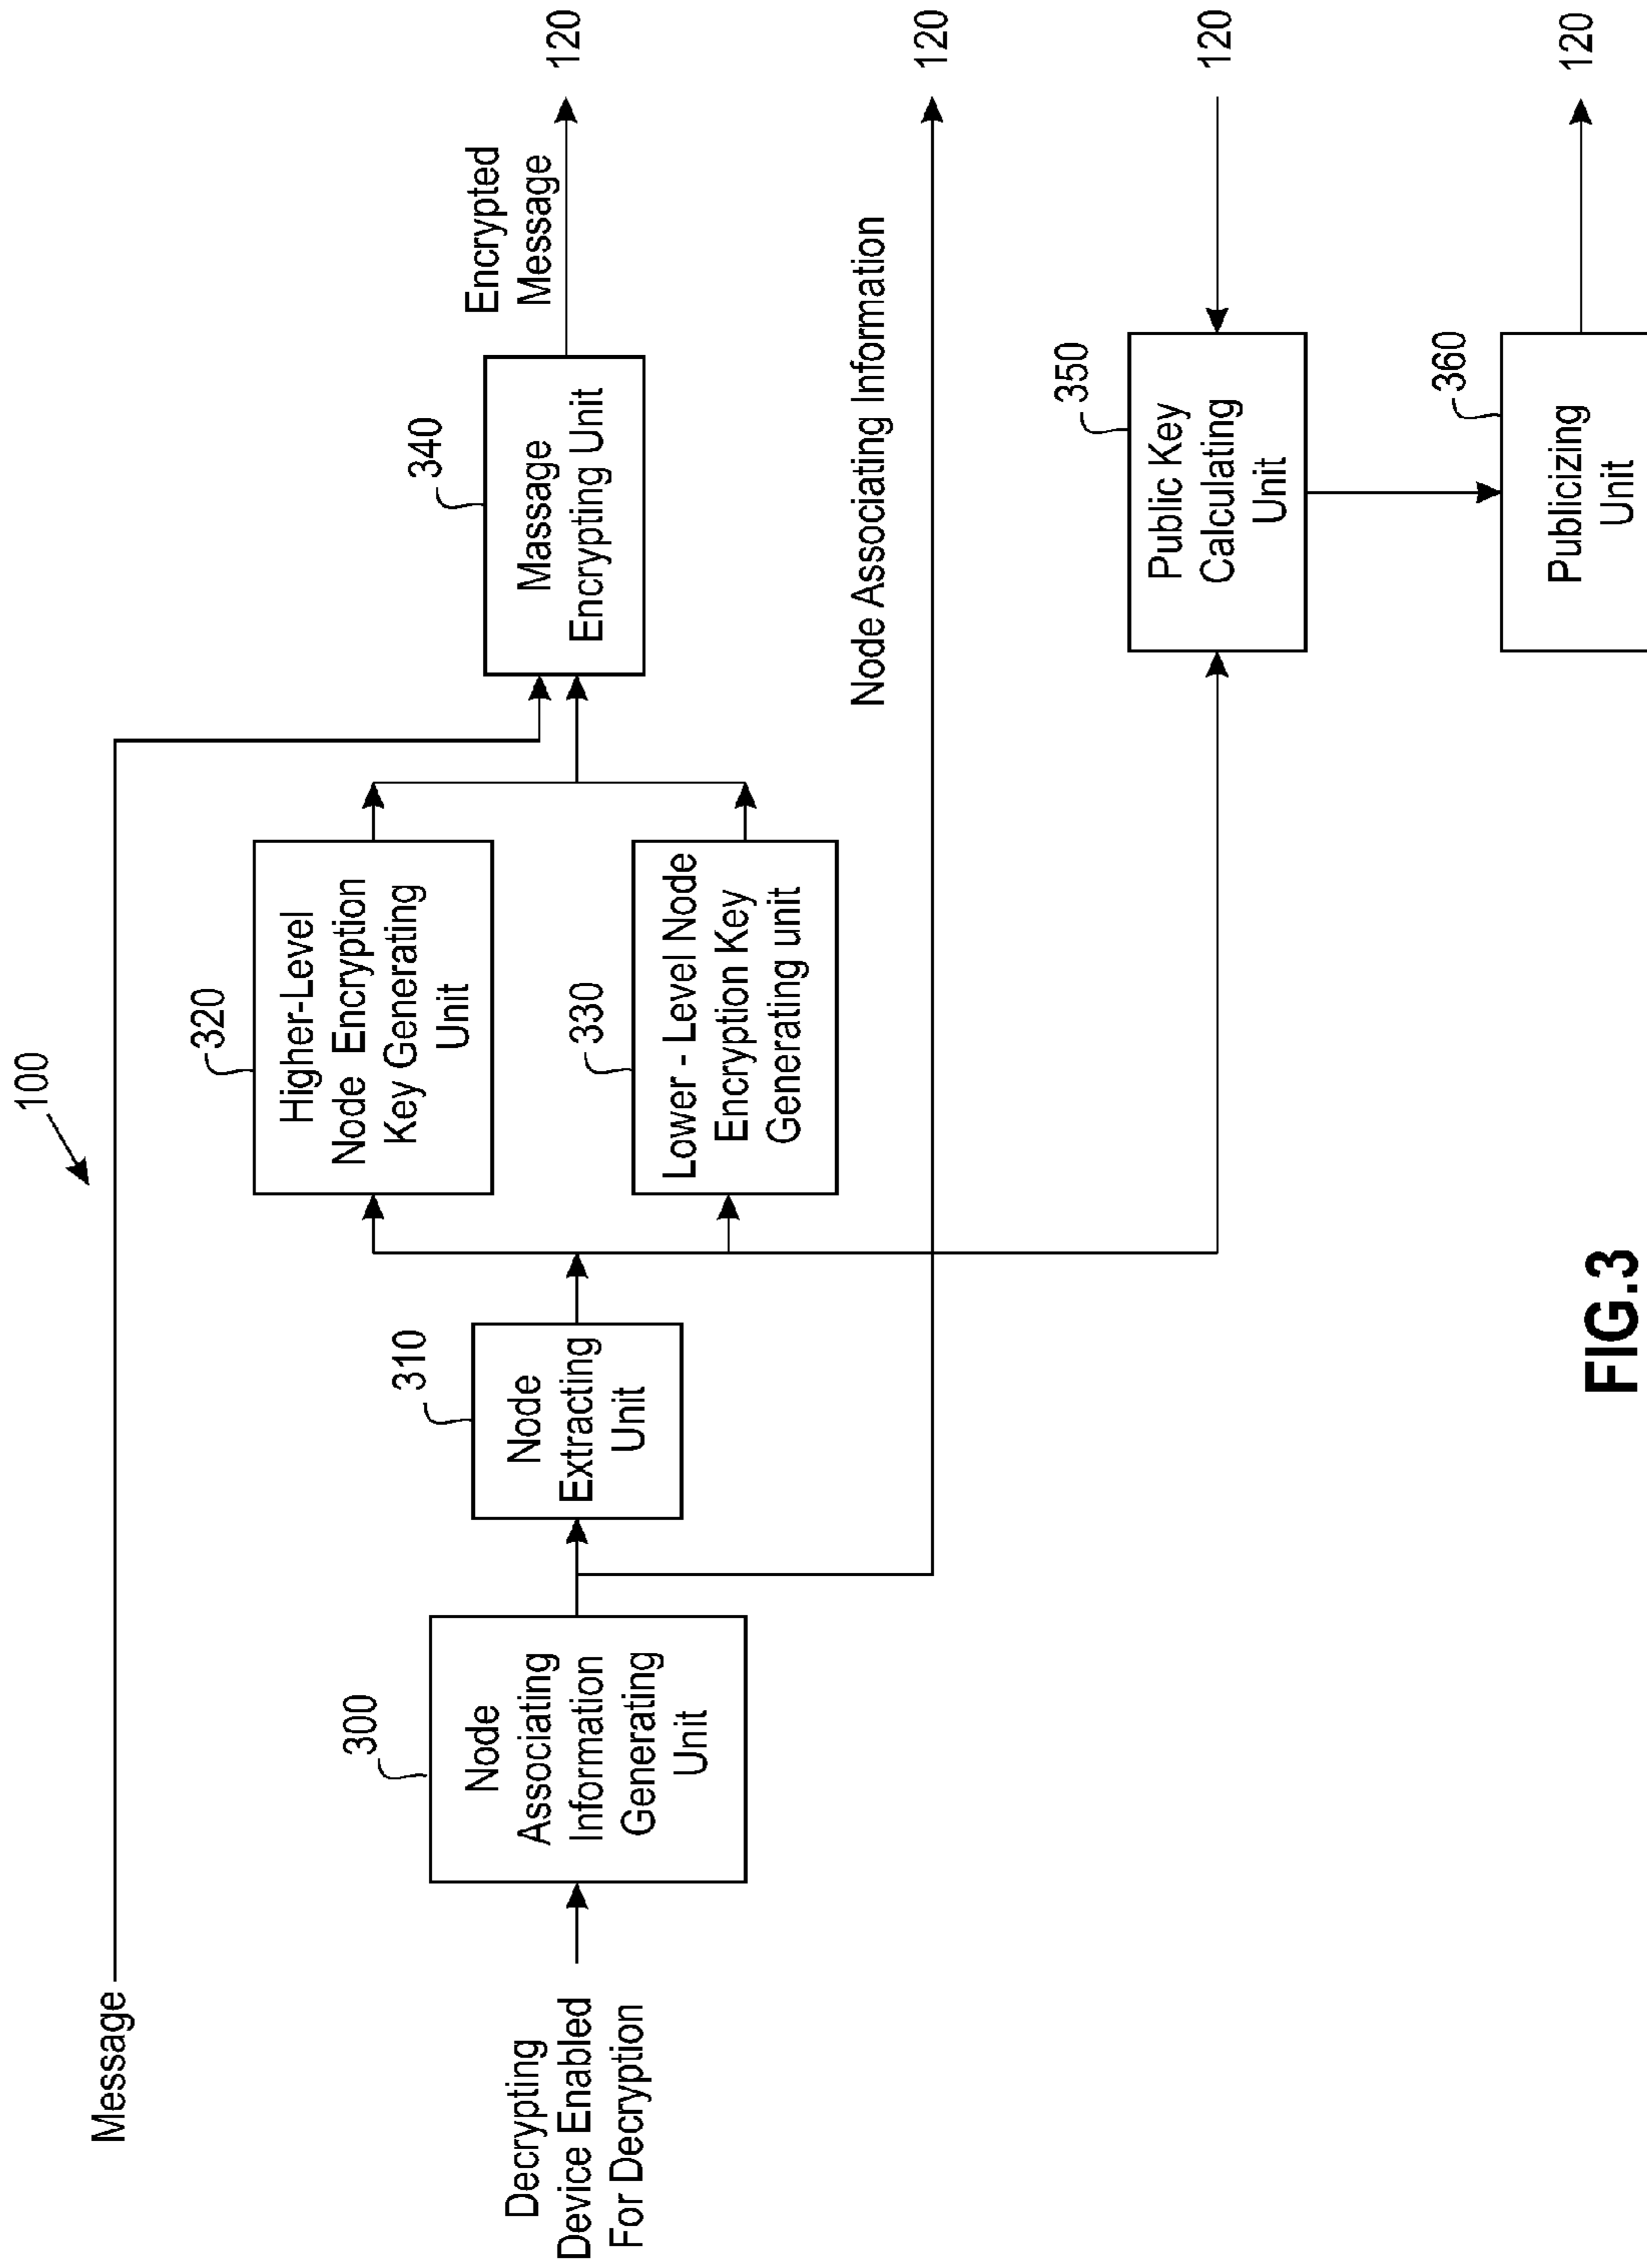 100
Message
Decrypting
Device Enabled
For Decryption
300
Node
Associating
Information
Generating
Unit
310
Node
Extracting
Unit
320
Higher-Level
Node Encryption
Key Generating
Unit
330
Lower - Level Node
Encryption Key
Generating unit
340
Massage
Encrypting Unit
Encrypted
Message
120
Node Associating Information
120
350
Public Key
Calculating
Unit
120
360
Publicizing
Unit
120
FIG.3